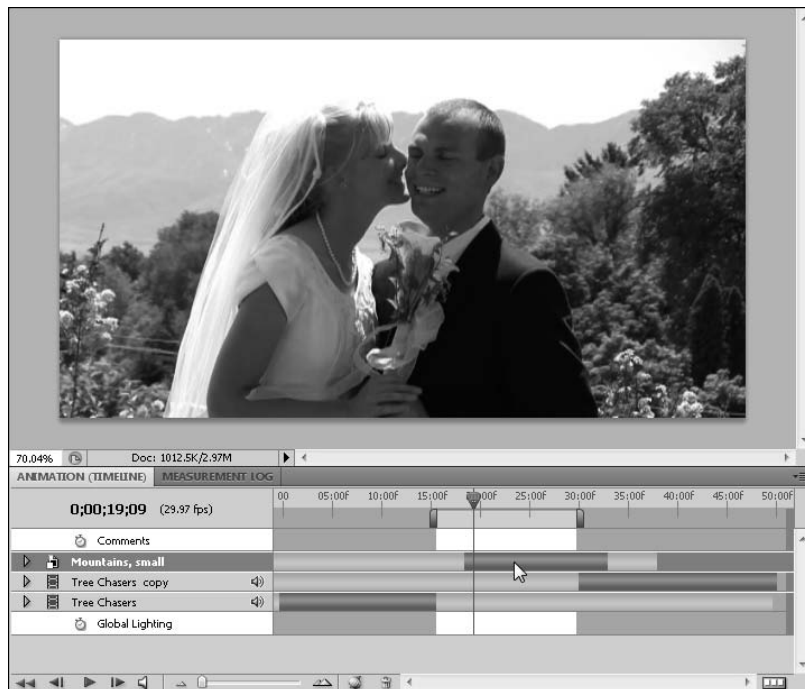 70.04% Doc: 1012.5K/2.97M
ANIMATION (TIMELINE) MEASUREMENT LOG
0;00;19;09 (29.97 fps) 00 05:00f 10:00f 15:00f 20:00f 25:00f 30:00f 35:00f 40:00f 45:00f 50:00f
Comments
Mountains, small
Tree Chasers copy
Tree Chasers
Global Lighting